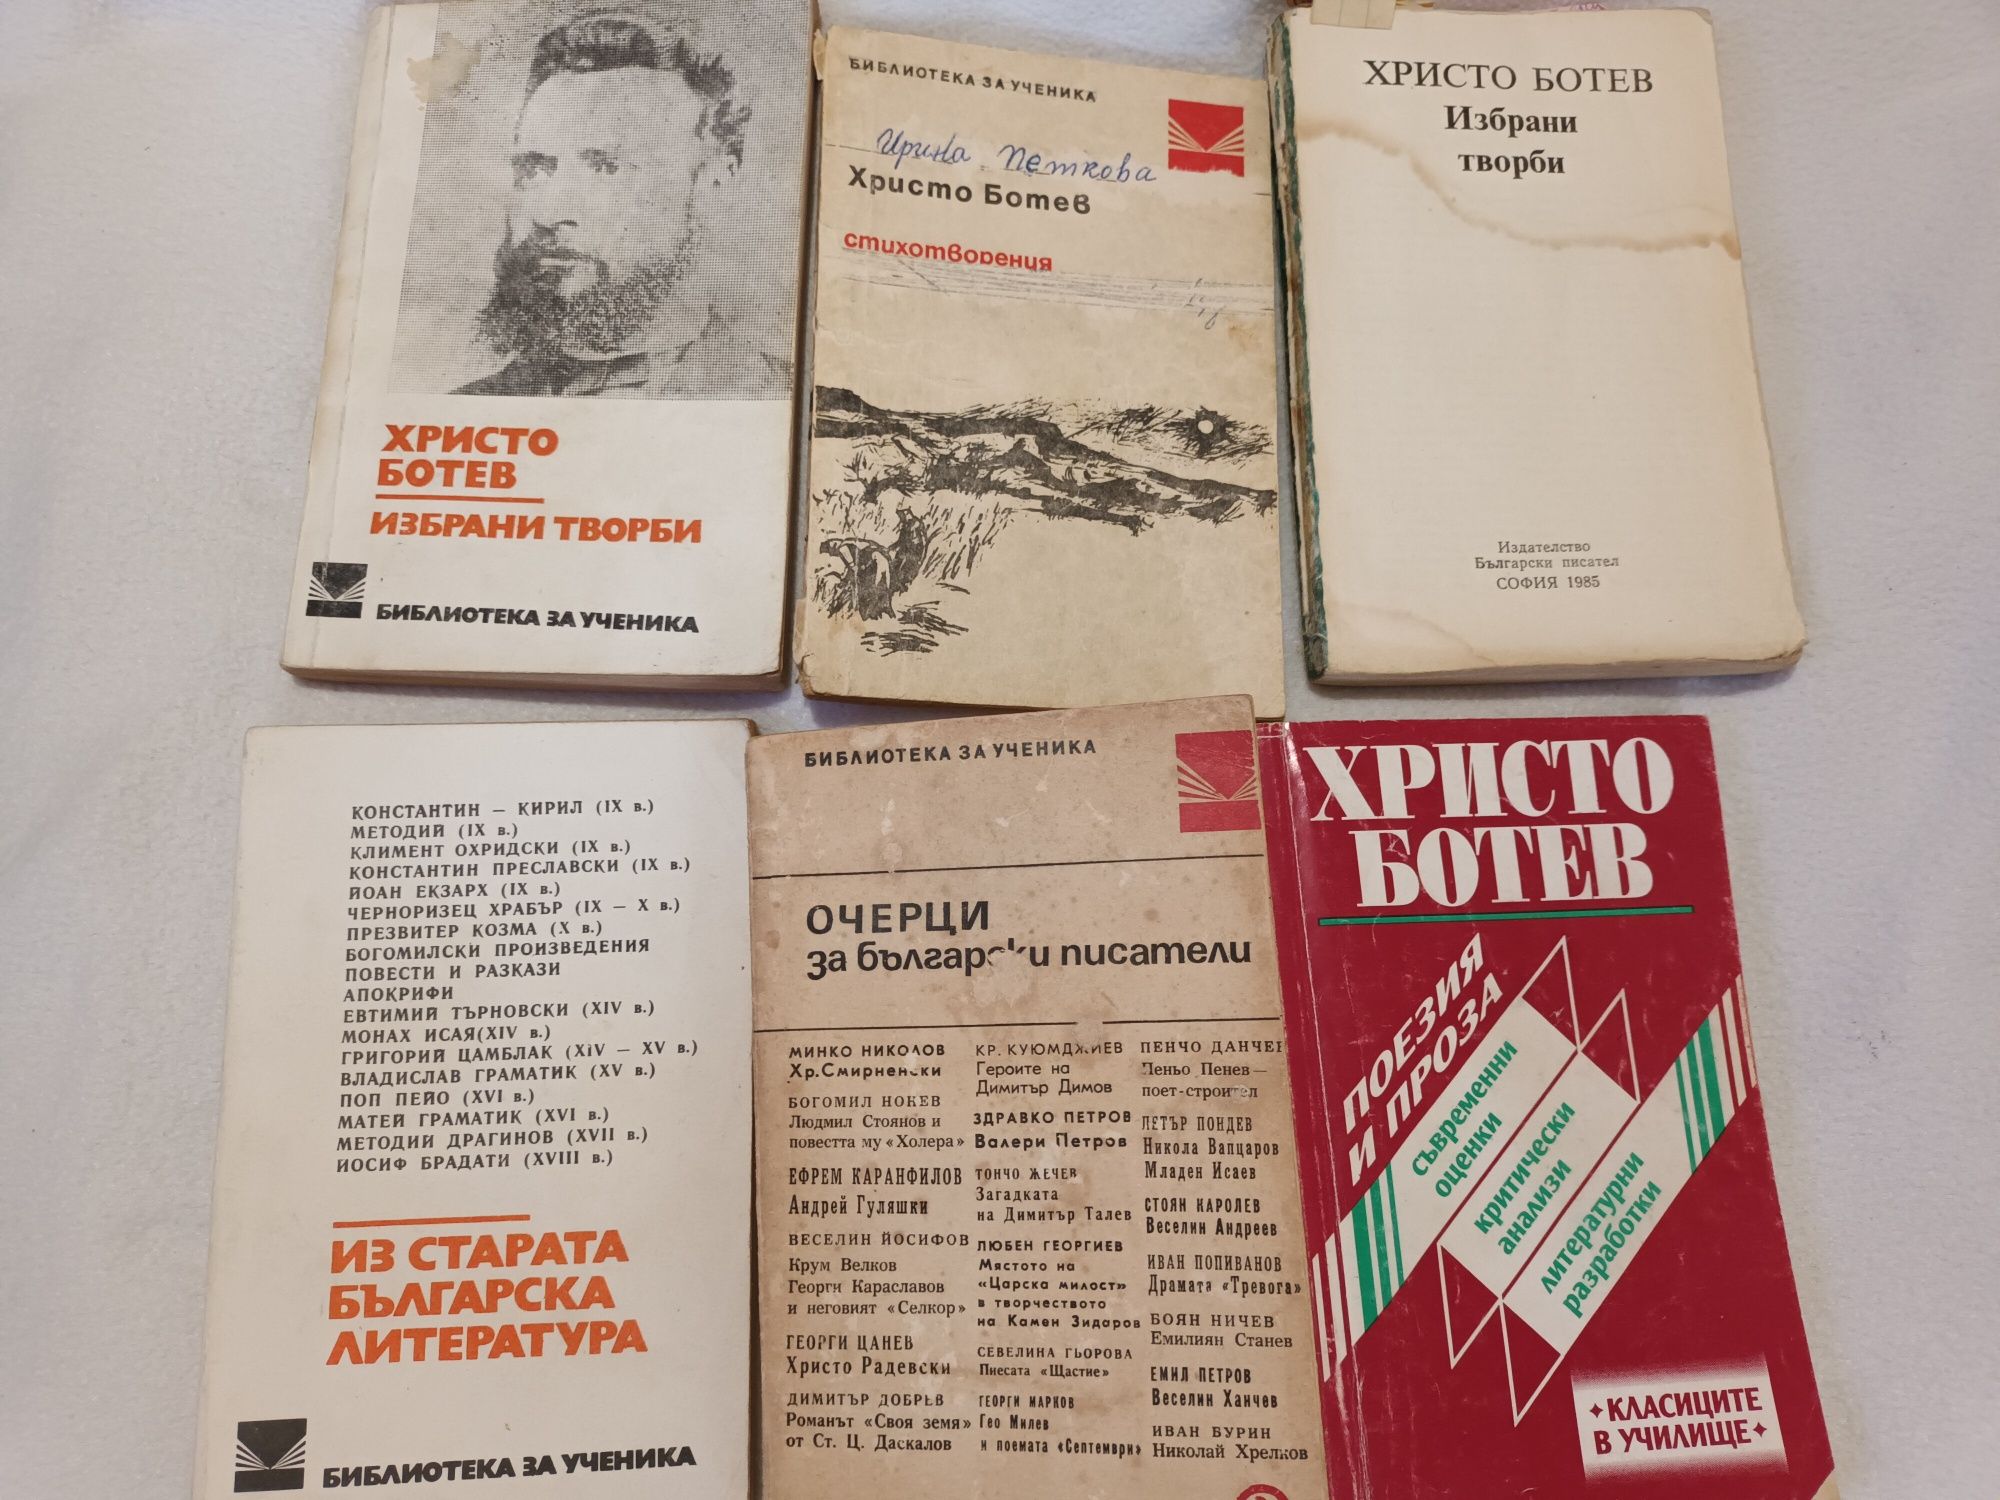 ХРИСТО
БОТЕВ
ИЗБРАНИ ТВОРБИ
БИБЛИОТЕКА ЗА УЧЕНИКА
БИБЛИОТЕКА ЗА УЧЕНИКА
Ирина Петкова
Христо Ботев
стихотворения
ХРИСТО БОТЕВ
Избрани
творби
Издателство
Български писател
СОФИЯ 1985
КОНСТАНТИН — КИРИЛ (IX в.)
МЕТОДИЙ (IX в.)
КЛИМЕНТ ОХРИДСКИ (IX в.)
КОНСТАНТИН ПРЕСЛАВСКИ (IX в.)
ЙОАН ЕКЗАРХ (IX в.)
ЧЕРНОРИЗЕЦ ХРАБЪР (IX — X в.)
ПРЕЗВИТЕР КОЗМА (X в.)
БОГОМИЛСКИ ПРОИЗВЕДЕНИЯ
ПОВЕСТИ И РАЗКАЗИ
АПОКРИФИ
ЕВТИМИЙ ТЪРНОВСКИ (XIV в.)
МОНАХ ИСАЯ(XIV в.)
ГРИГОРИЙ ЦАМБЛАК (XIV — XV в.)
ВЛАДИСЛАВ ГРАМАТИК (XV в.)
ПОП ПЕЙО (XVI в.)
МАТЕЙ ГРАМАТИК (XVI в.)
МЕТОДИЙ ДРАГИНОВ (XVII в.)
ЙОСИФ БРАДАТИ (XVIII в.)
ИЗ СТАРАТА
БЪЛГАРСКА
ЛИТЕРАТУРА
БИБЛИОТЕКА ЗА УЧЕНИКА
БИБЛИОТЕКА ЗА УЧЕНИКА
ОЧЕРЦИ
за български писатели
МИНКО НИКОЛОВ
Хр.Смирненски
БОГОМИЛ НОНЕВ
Людмил Стоянов и
повестта му «Холера»
ЕФРЕМ КАРАНФИЛОВ
Андрей Гуляшки
ВЕСЕЛИН ЙОСИФОВ
Крум Велков
Георги Караславов
и неговият «Селкор»
ГЕОРГИ ЦАНЕВ
Христо Радевски
ДИМИТЪР ДОБРЕВ
Романът «Своя земя»
от Ст. Ц. Даскалов
КР. КУЮМДЖИЕВ
Героите на
Димитър Димов
ЗДРАВКО ПЕТРОВ
Валери Петров
ТОНЧО ЖЕЧЕВ
Загадката
на Димитър Талев
ЛЮБЕН ГЕОРГИЕВ
Мястото на
«Царска милост»
в творчеството
на Камен Зидаров
СЕВЕЛИНА ГЬОРОВА
Пиесата «Щастие»
ГЕОРГИ МАРКОВ
Гео Милев
и поемата «Септември»
ПЕНЧО ДАНЧЕВ
Пеньо Пенев —
поет-строител
ПЕТЪР ПОНДЕВ
Никола Вапцаров
Младен Исаев
СТОЯН КАРОЛЕВ
Веселин Андреев
ИВАН ПОПИВАНОВ
Драмата «Тревога»
БОЯН НИЧЕВ
Емилиян Станев
ЕМИЛ ПЕТРОВ
Веселин Ханчев
ИВАН БУРИН
Николай Хрелков
ХРИСТО
БОТЕВ
ПОЕЗИЯ
И ПРОЗА
съвременни
оценки
критически
анализи
литературни
разработки
КЛАСИЦИТЕ
В УЧИЛИЩЕ